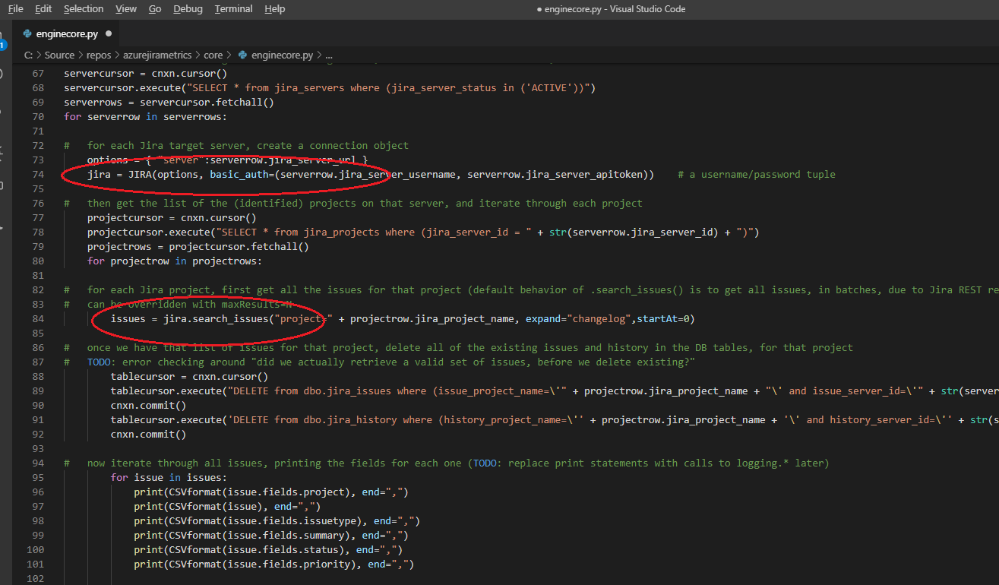 File Edit Selection View Go Debug Terminal Help ● enginecore.py - Visual Studio Code
1
enginecore.py ●
C: > Source > repos > azurejirametrics > core > enginecore.py > ...
67 servercursor = cnxn.cursor()
68 servercursor.execute("SELECT * from jira_servers where (jira_server_status in ('ACTIVE'))")
69 serverrows = servercursor.fetchall()
70 for serverrow in serverrows:
71
72 #   for each Jira target server, create a connection object
73     options = { "server":serverrow.jira_server_url }
74     jira = JIRA(options, basic_auth=(serverrow.jira_server_username, serverrow.jira_server_apitoken))    # a username/password tuple
75
76 #   then get the list of the (identified) projects on that server, and iterate through each project
77     projectcursor = cnxn.cursor()
78     projectcursor.execute("SELECT * from jira_projects where (jira_server_id = " + str(serverrow.jira_server_id) + ")")
79     projectrows = projectcursor.fetchall()
80     for projectrow in projectrows:
81
82 #   for each Jira project, first get all the issues for that project (default behavior of .search_issues() is to get all issues, in batches, due to Jira REST re
83 #   can be overridden with maxResults=N
84         issues = jira.search_issues("project=" + projectrow.jira_project_name, expand="changelog",startAt=0)
85
86 #   once we have that list of issues for that project, delete all of the existing issues and history in the DB tables, for that project
87 #   TODO: error checking around "did we actually retrieve a valid set of issues, before we delete existing?"
88         tablecursor = cnxn.cursor()
89         tablecursor.execute("DELETE from dbo.jira_issues where (issue_project_name=\'" + projectrow.jira_project_name + "\' and issue_server_id=\'" + str(server
90         cnxn.commit()
91         tablecursor.execute('DELETE from dbo.jira_history where (history_project_name=\'' + projectrow.jira_project_name + '\' and history_server_id=\'' + str(s
92         cnxn.commit()
93
94 #   now iterate through all issues, printing the fields for each one (TODO: replace print statements with calls to logging.* later)
95         for issue in issues:
96             print(CSVformat(issue.fields.project), end=",")
97             print(CSVformat(issue), end=",")
98             print(CSVformat(issue.fields.issuetype), end=",")
99             print(CSVformat(issue.fields.summary), end=",")
100             print(CSVformat(issue.fields.status), end=",")
101             print(CSVformat(issue.fields.priority), end=",")
102